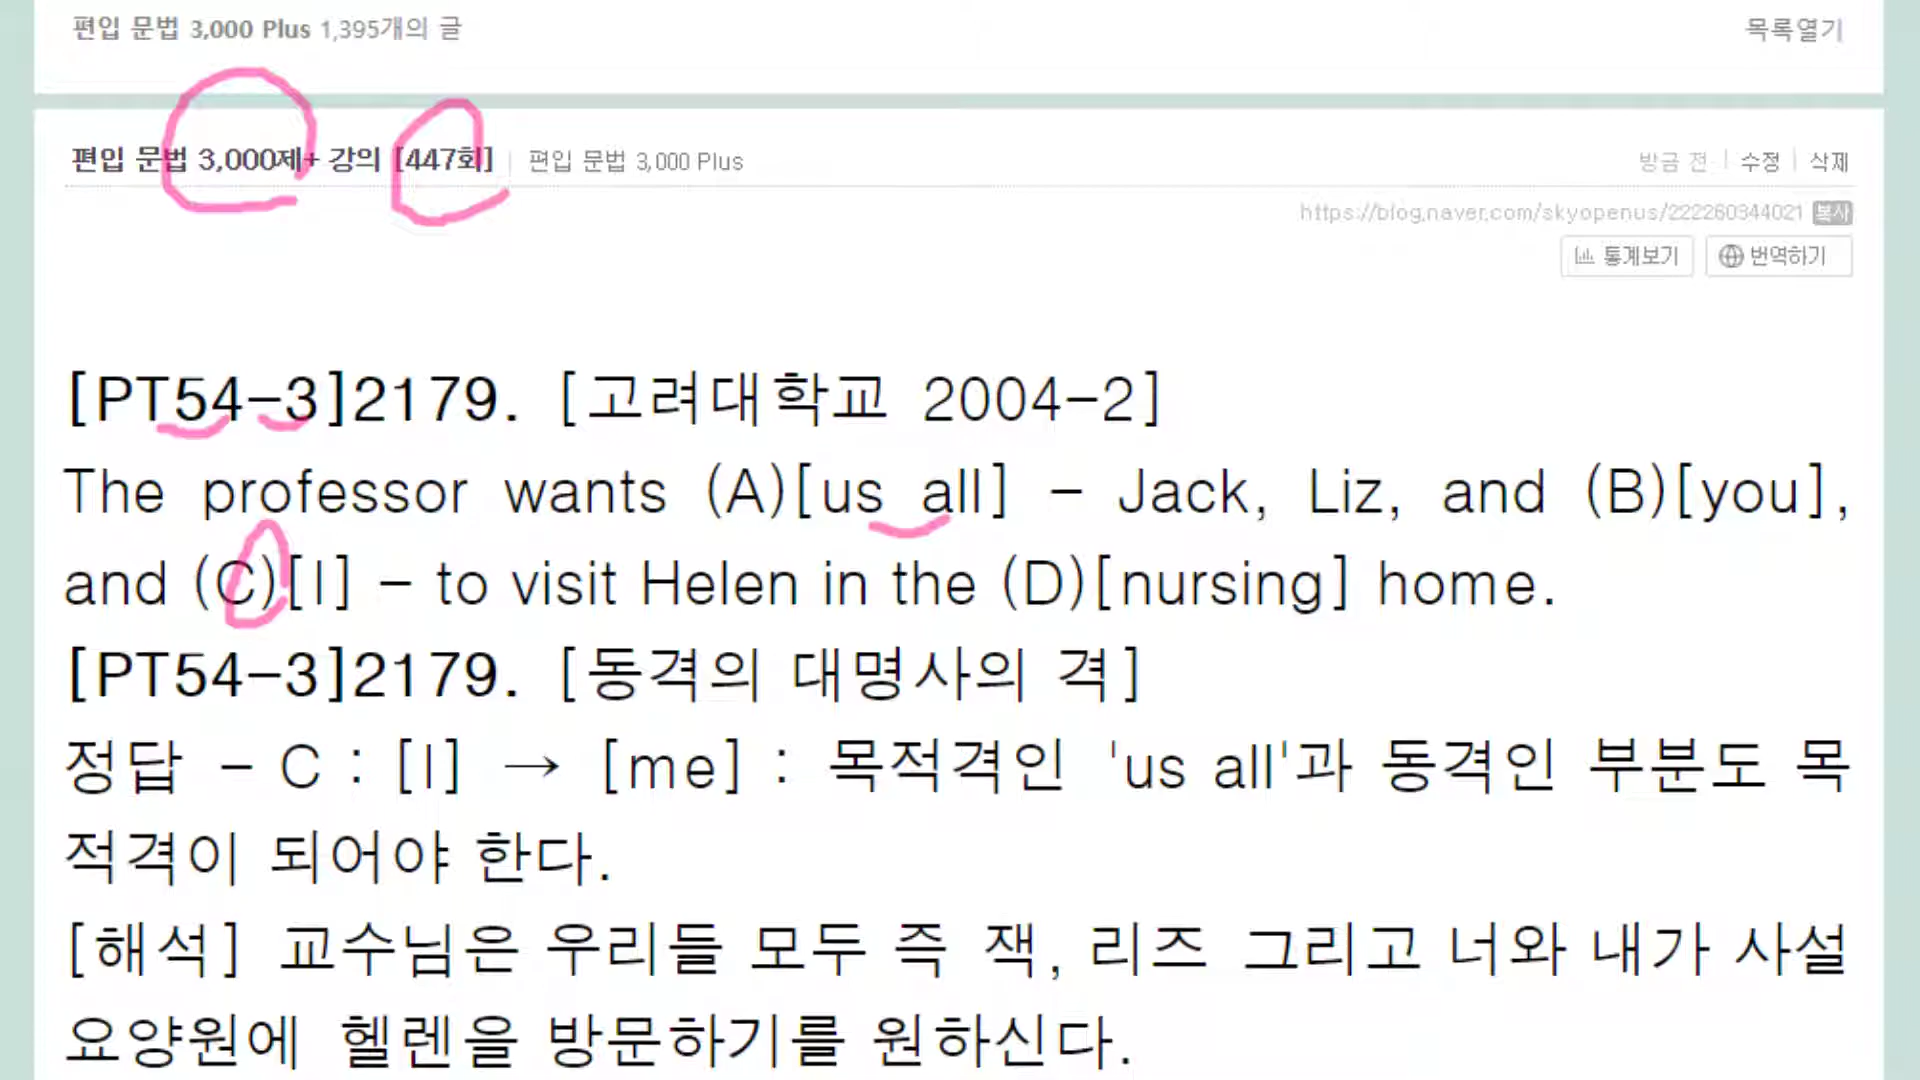 편입 문법 3,000 Plus 1,395개의 글 목록열기
편입 문법 3,000제+ 강의 [447회] | 편입 문법 3,000 Plus 방금 전 | 수정 | 삭제
https://blog.naver.com/skyopenus/222260344021 복사
통계보기 번역하기
[PT54-3]2179. [고려대학교 2004-2]
The professor wants (A)[us all] - Jack, Liz, and (B)[you],
and (C)[I] - to visit Helen in the (D)[nursing] home.
[PT54-3]2179. [동격의 대명사의 격]
정답 - C : [I] → [me] : 목적격인 'us all'과 동격인 부분도 목
적격이 되어야 한다.
[해석] 교수님은 우리들 모두 즉 잭, 리즈 그리고 너와 내가 사설
요양원에 헬렌을 방문하기를 원하신다.